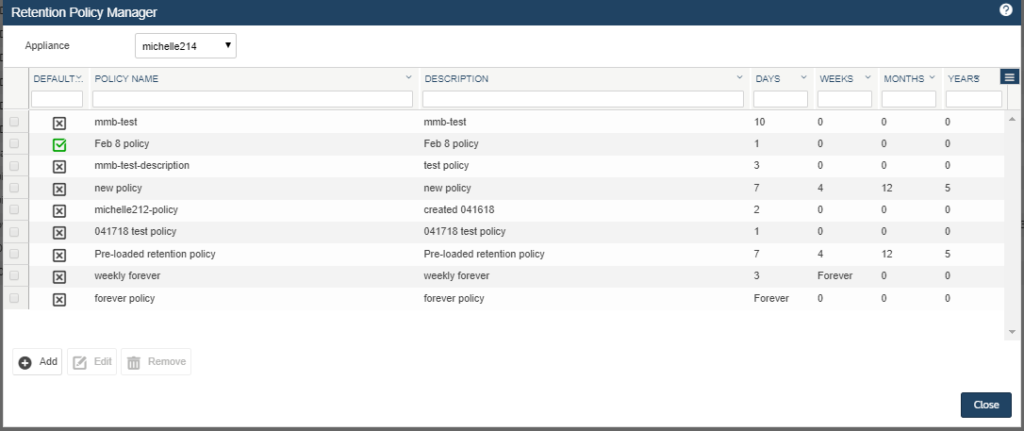 Retention Policy Manager
Appliance michelle214
DEFAULT... POLICY NAME DESCRIPTION DAYS WEEKS MONTHS YEARS
mmb-test mmb-test 10 0 0 0
Feb 8 policy Feb 8 policy 1 0 0 0
mmb-test-description test policy 3 0 0 0
new policy new policy 7 4 12 5
michelle212-policy created 041618 2 0 0 0
041718 test policy 041718 test policy 1 0 0 0
Pre-loaded retention policy Pre-loaded retention policy 7 4 12 5
weekly forever weekly forever 3 Forever 0 0
forever policy forever policy Forever 0 0 0
Add Edit Remove
Close